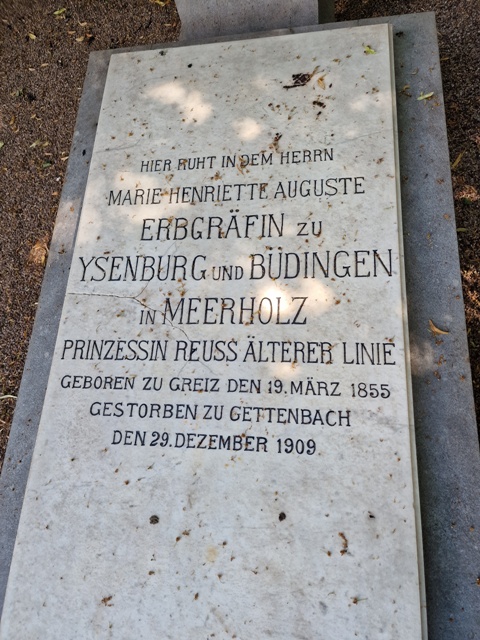 HIER RUHT IN DEM HERRN
MARIE HENRIETTE AUGUSTE
ERBGRÄFIN ZU
YSENBURG UND BÜDINGEN
IN MEERHOLZ
PRINZESSIN REUSS ÄLTERER LINIE
GEBOREN ZU GREIZ DEN 19. MÄRZ 1855
GESTORBEN ZU GETTENBACH
DEN 29. DEZEMBER 1909.